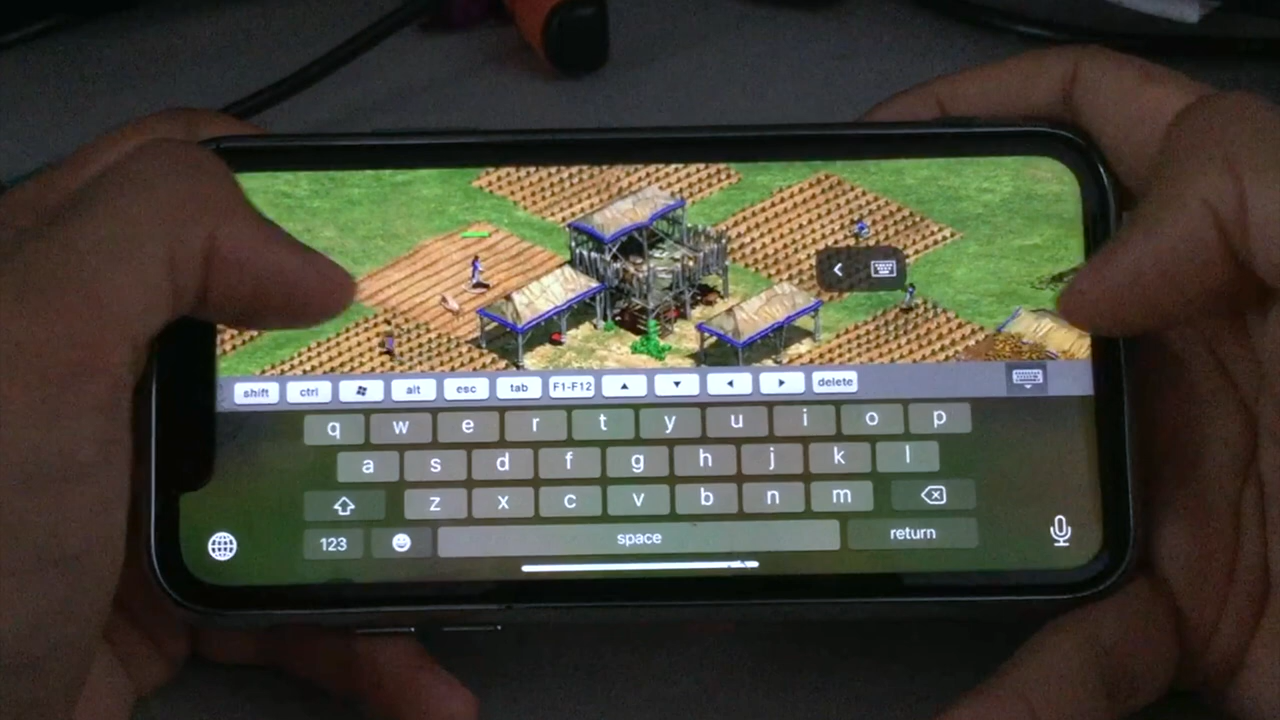 shift ctrl alt esc tab F1-F12 delete
q w e r t y u i o p
a s d f g h j k l
z x c v b n m
123 space return